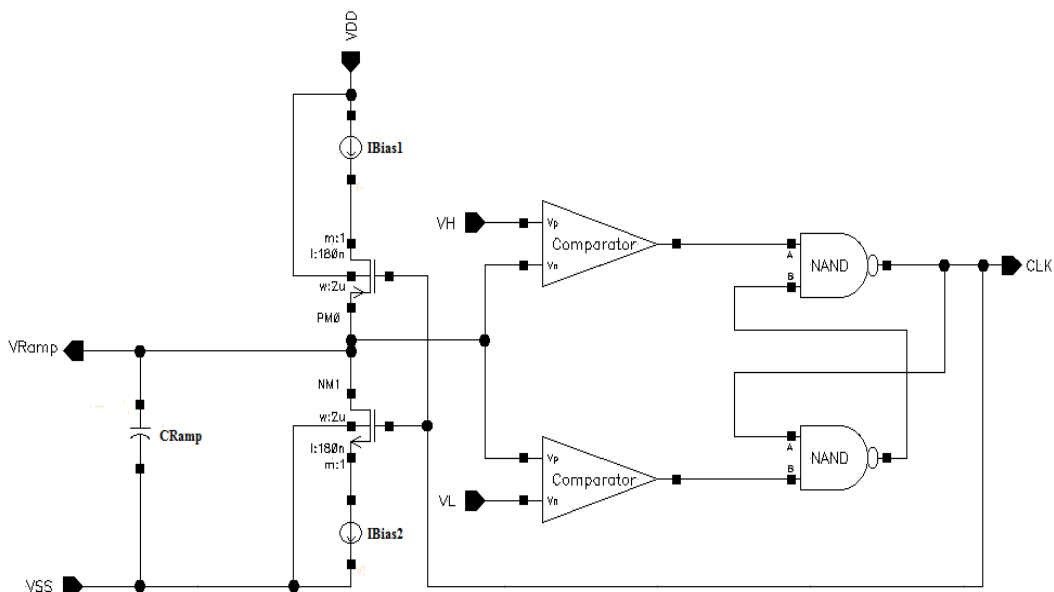 VDD
IBias1
m:1
l:180n
w:2u
PM0
VRamp
NM1
w:2u
l:180n
m:1
CRamp
IBias2
VSS
VH
Vp
Comparator
Vn
VL
Vp
Comparator
Vn
A
NAND
B
CLK
A
NAND
B